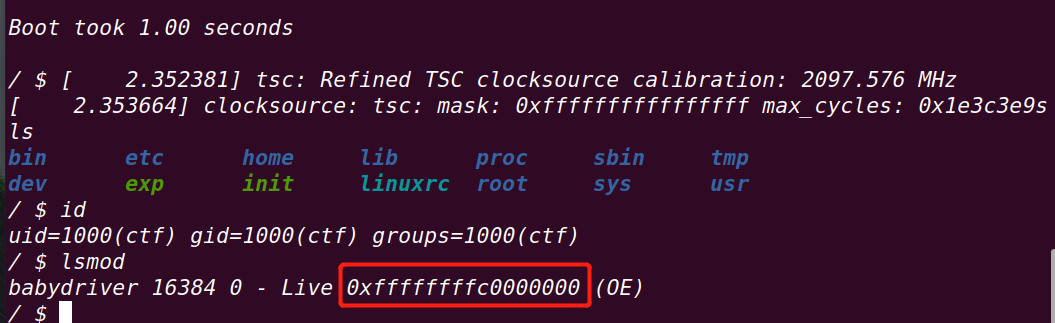 Boot took 1.00 seconds
/ $ [    2.352381] tsc: Refined TSC clocksource calibration: 2097.576 MHz
[    2.353664] clocksource: tsc: mask: 0xffffffffffffffff max_cycles: 0x1e3c3e9s
ls
bin      etc      home     lib      proc     sbin     tmp
dev      exp      init     linuxrc  root     sys      usr
/ $ id
uid=1000(ctf) gid=1000(ctf) groups=1000(ctf)
/ $ lsmod
babydriver 16384 0 - Live 0xffffffffc0000000 (OE)
/ $